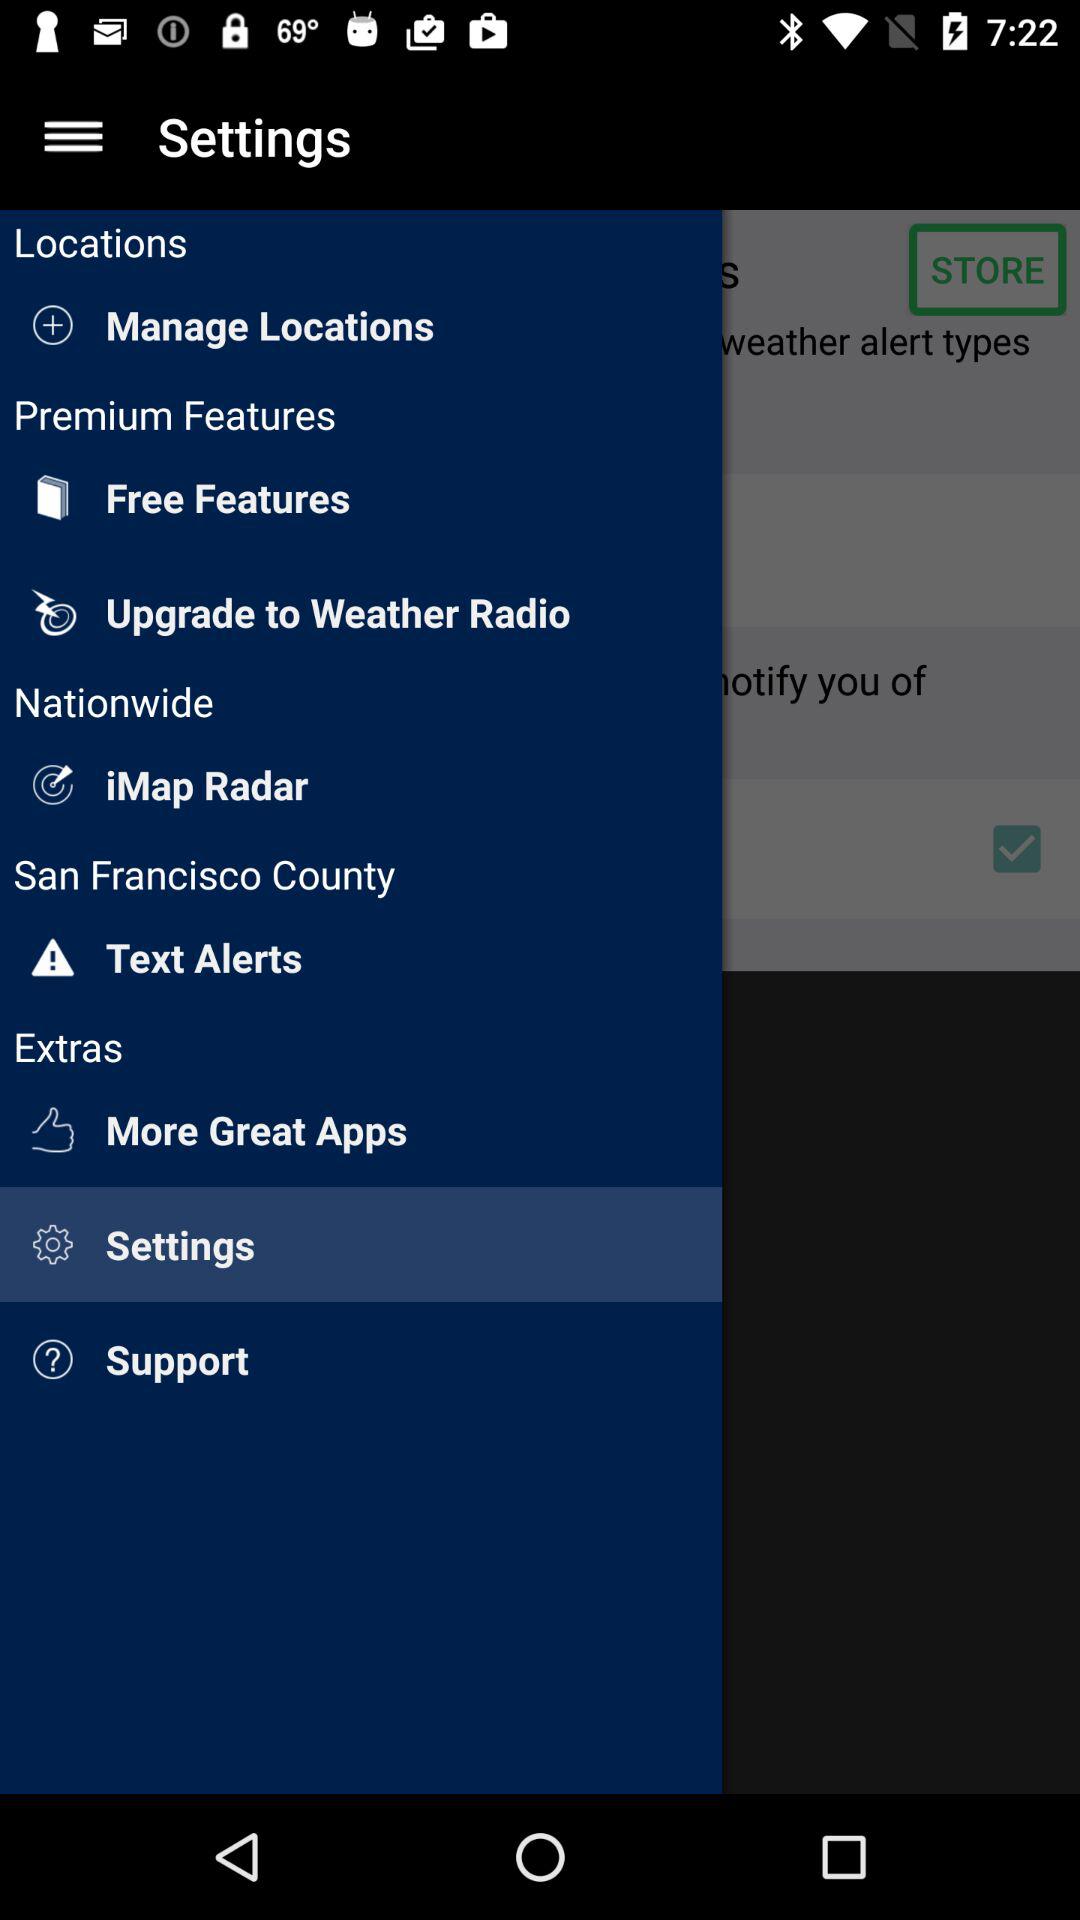 69° 7:22
Settings
Locations
s STORE
Manage Locations
weather alert types
Premium Features
Free Features
Upgrade to Weather Radio
notify you of
Nationwide
iMap Radar
San Francisco County
Text Alerts
Extras
More Great Apps
Settings
Support